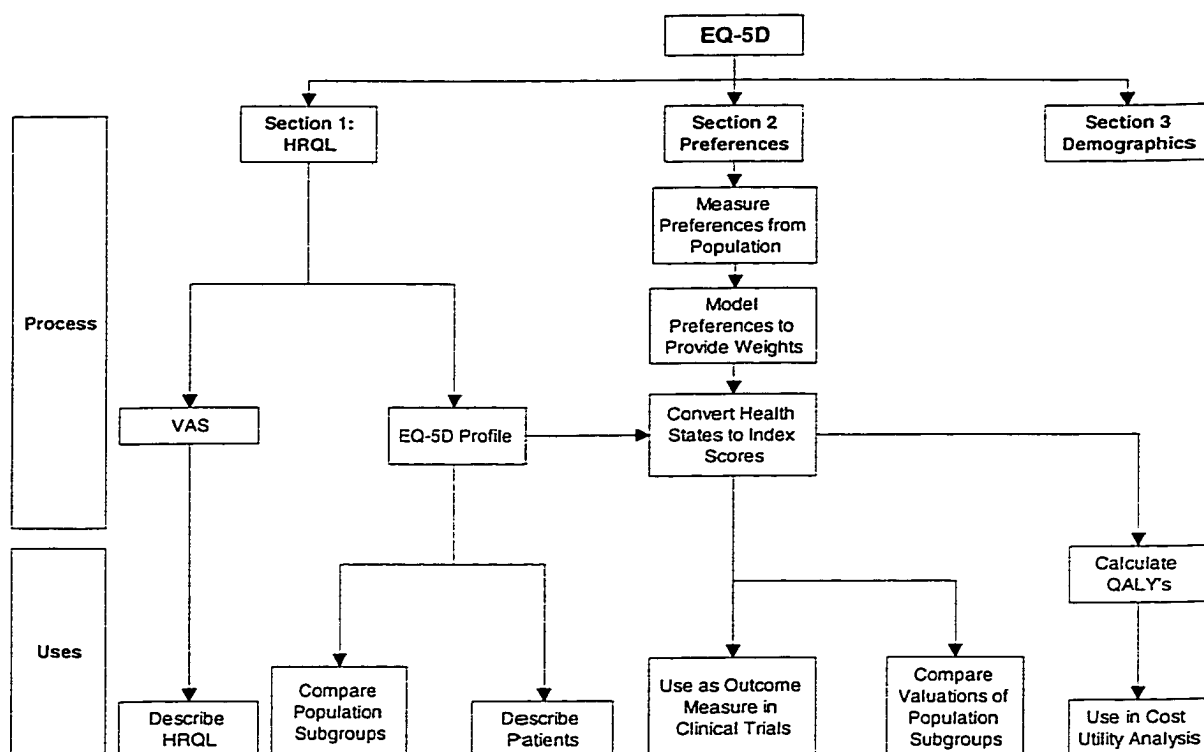 EQ-5D
Section 1:
HRQL
Section 2
Preferences
Section 3
Demographics
Measure
Preferences from
Population
Model
Preferences to
Provide Weights
Process
VAS
EQ-5D Profile
Convert Health
States to Index
Scores
Uses
Calculate
QALY's
Describe
HRQL
Compare
Population
Subgroups
Describe
Patients
Use as Outcome
Measure in
Clinical Trials
Compare
Valuations of
Population
Subgroups
Use in Cost
Utility Analysis